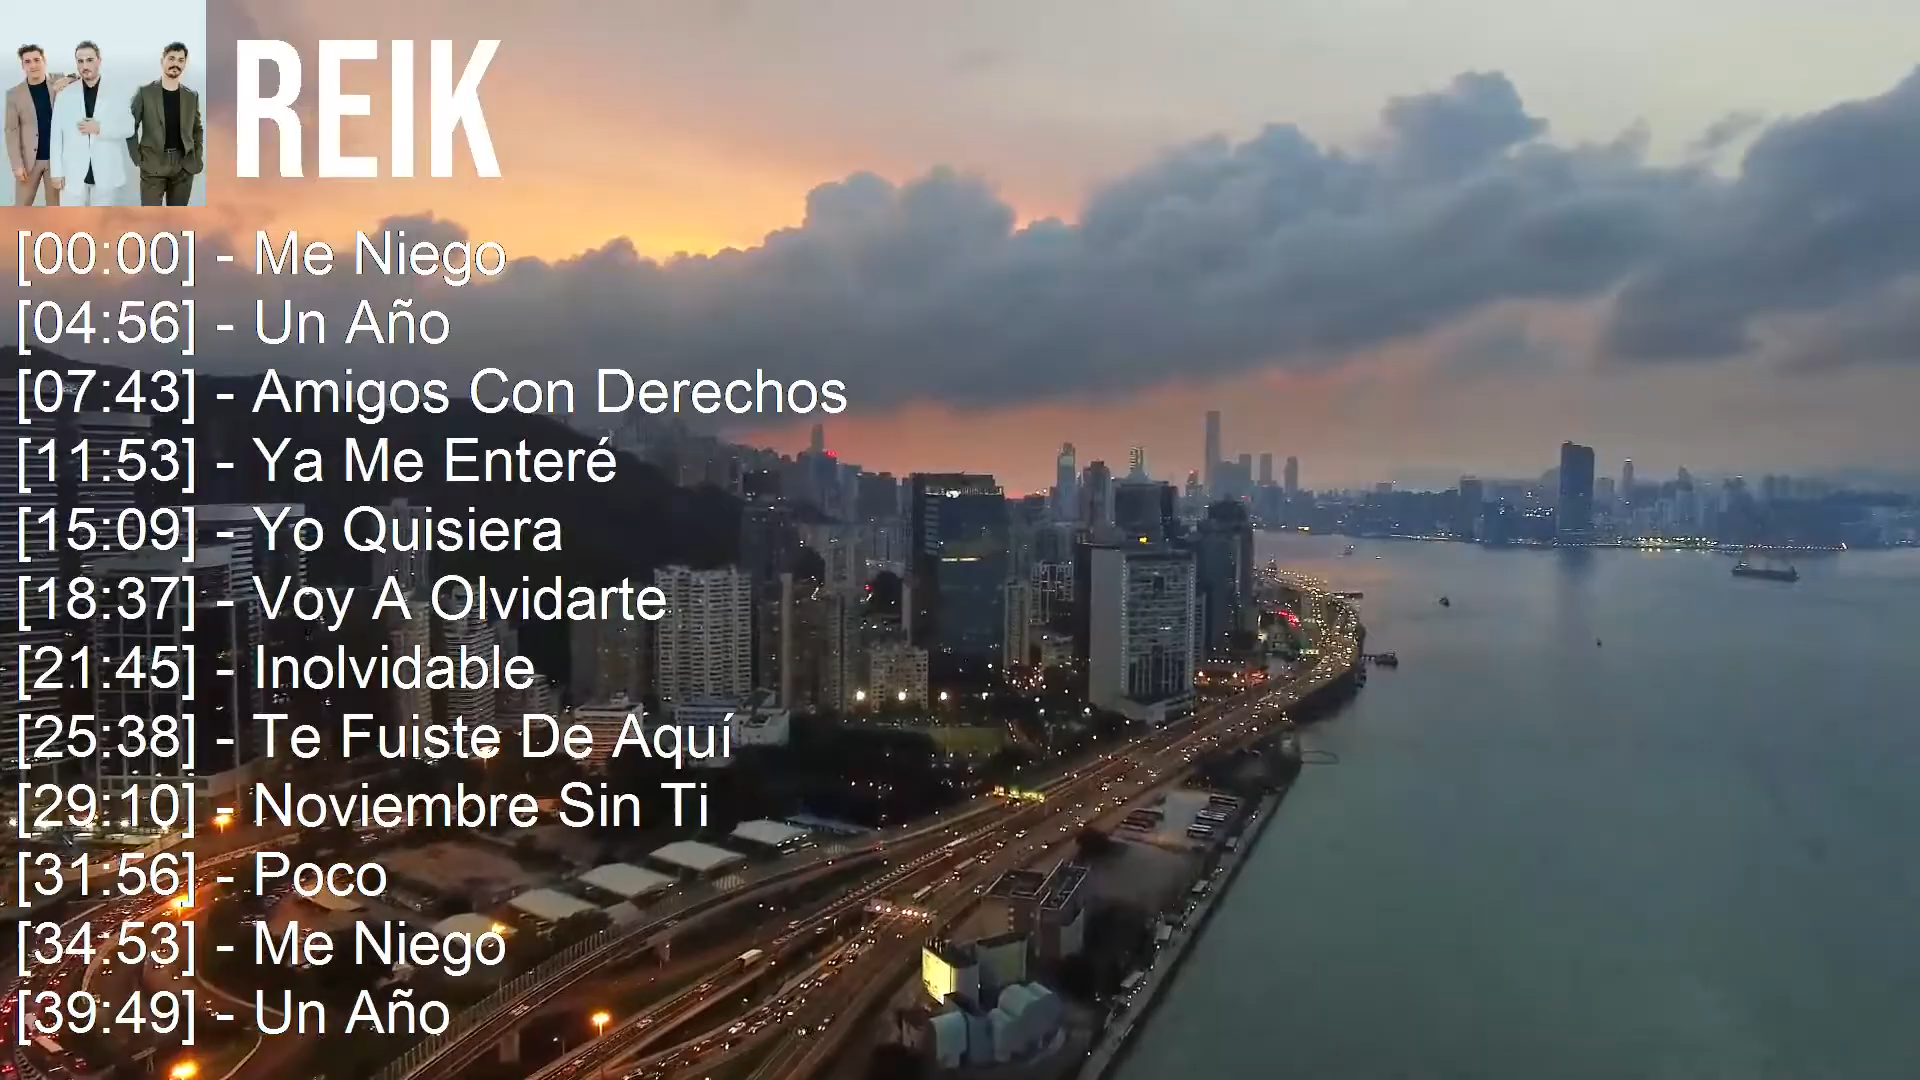 REIK
[00:00] - Me Niego
[04:56] - Un Año
[07:43] - Amigos Con Derechos
[11:53] - Ya Me Enteré
[15:09] - Yo Quisiera
[18:37] - Voy A Olvidarte
[21:45] - Inolvidable
[25:38] - Te Fuiste De Aquí
[29:10] - Noviembre Sin Ti
[31:56] - Poco
[34:53] - Me Niego
[39:49] - Un Año